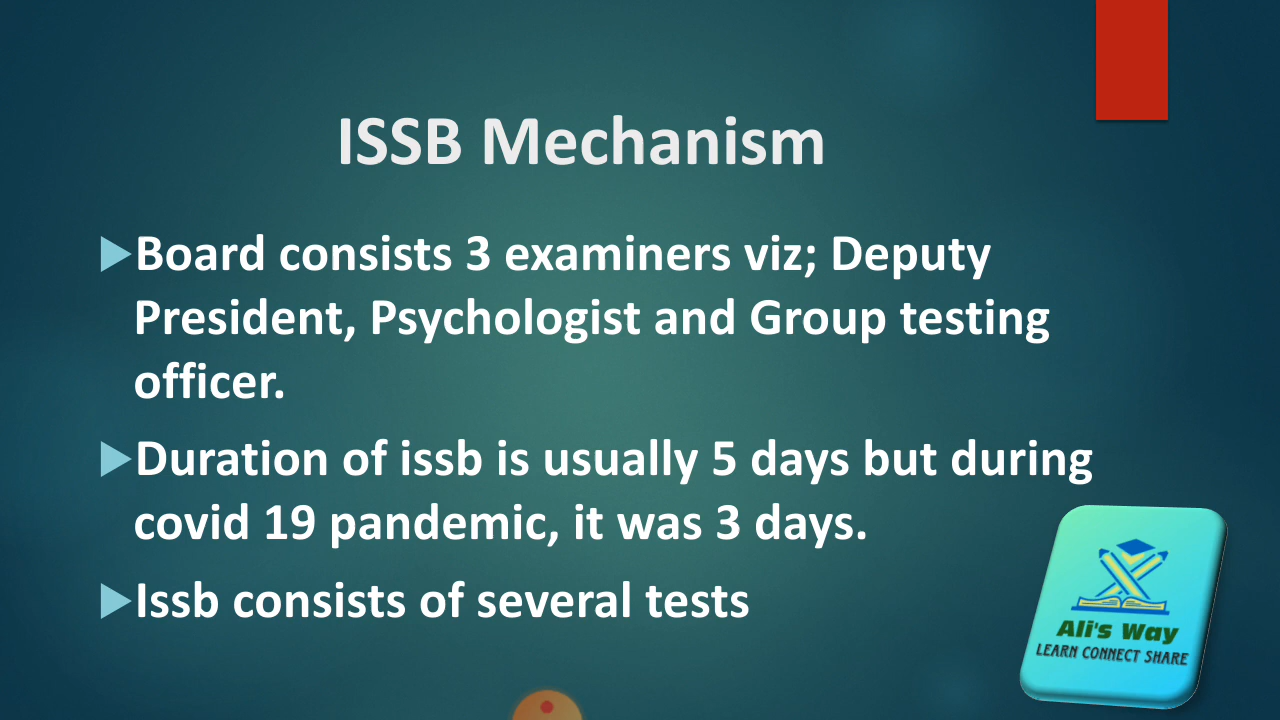 ISSB Mechanism
Board consists 3 examiners viz; Deputy
President, Psychologist and Group testing
officer.
Duration of issb is usually 5 days but during
covid 19 pandemic, it was 3 days.
Issb consists of several tests
Ali's Way
LEARN CONNECT SHARE